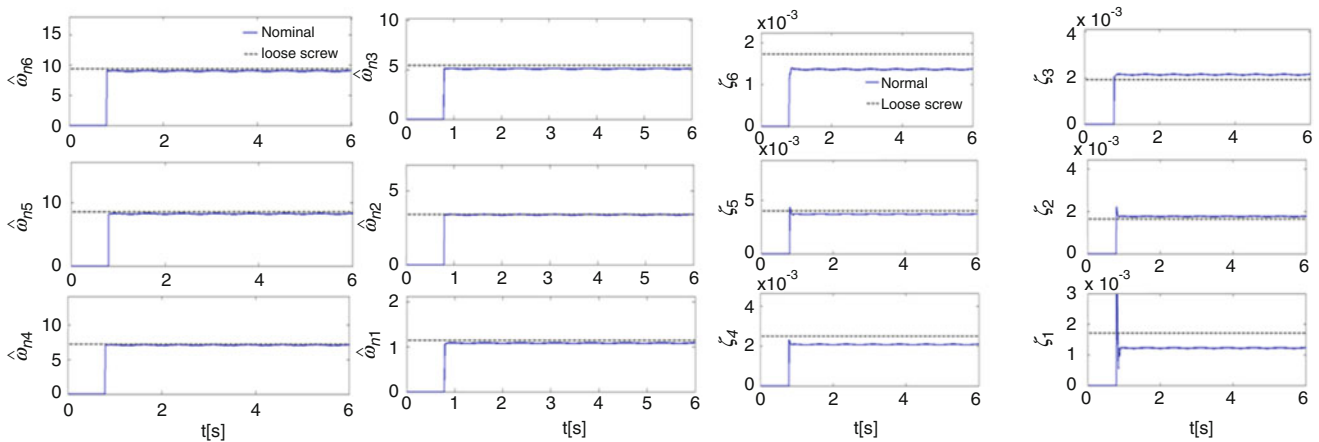 15
10
5
0
ω̂n6
Nominal
loose screw
0 2 4 6
10
5
0
ω̂n3
0 1 2 3 4 5 6
x10-3
2
1
0
ζ6
Normal
Loose screw
0 2 4 6
x 10-3
4
2
0
ζ3
0 2 4 6
10
0
ω̂n5
0 2 4 6
5
0
ω̂n2
0 1 2 3 4 5 6
x10-3
5
0
ζ5
0 2 4 6
x 10-3
4
2
0
ζ2
0 2 4 6
10
5
0
ω̂n4
0 2 4 6
t[s]
2
1
0
ω̂n1
0 1 2 3 4 5 6
t[s]
x10-3
4
2
0
ζ4
0 2 4 6
t[s]
x 10-3
3
2
1
0
ζ1
0 2 4 6
t[s]